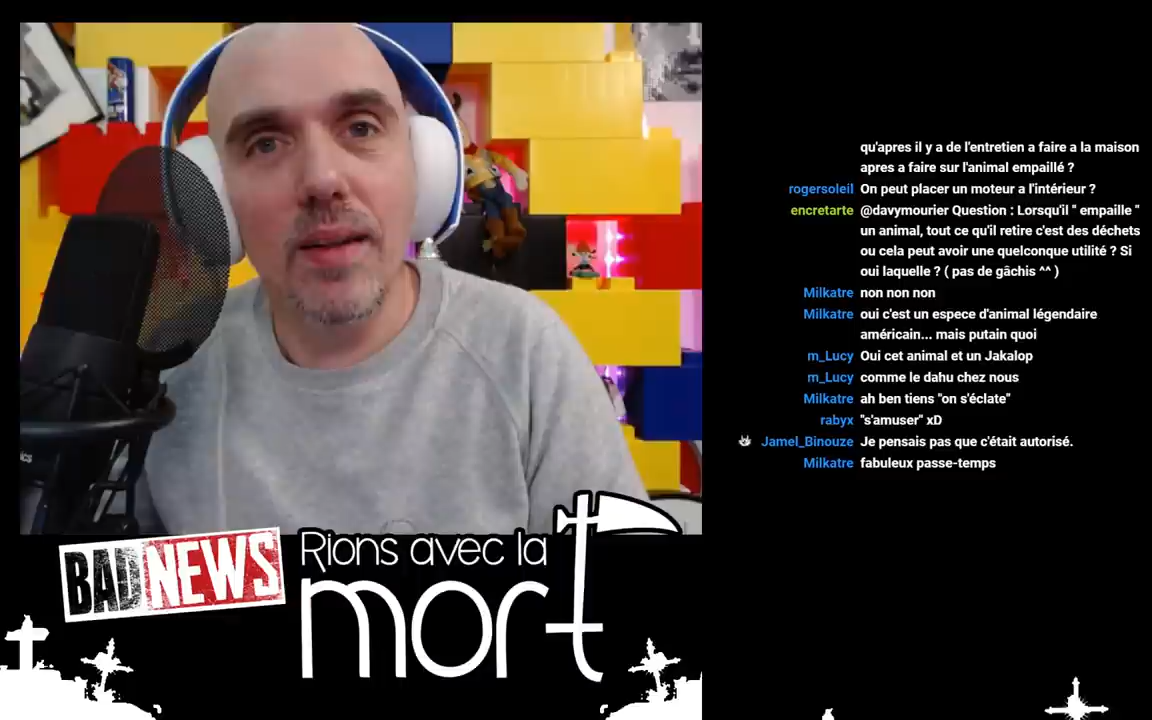 qu'apres il y a de l'entretien a faire a la maison
apres a faire sur l'animal empaillé ?
rogersoleil On peut placer un moteur a l'intérieur ?
encretarte @davymourier Question : Lorsqu'il " empaille "
un animal, tout ce qu'il retire c'est des déchets
ou cela peut avoir une quelconque utilité ? Si
oui laquelle ? ( pas de gâchis ^^ )
Milkatre non non non
Milkatre oui c'est un espece d'animal légendaire
américain... mais putain quoi
m_Lucy Oui cet animal et un Jakalop
m_Lucy comme le dahu chez nous
Milkatre ah ben tiens "on s'éclate"
rabyx "s'amuser" xD
Jamel_Binouze Je pensais pas que c'était autorisé.
Milkatre fabuleux passe-temps
BAD NEWS
Rions avec la
mort